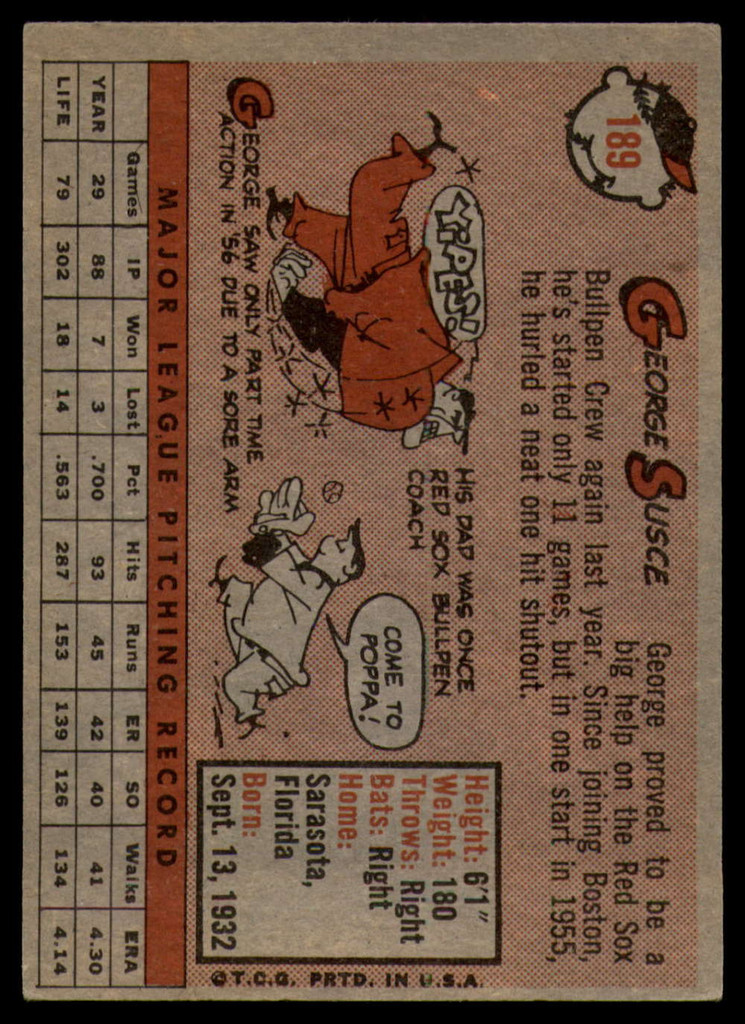 189
GEORGE SUSCE
George proved to be a
big help on the Red Sox
Bullpen Crew again last year. Since joining Boston,
he's started only 11 games, but in one start in 1955,
he hurled a neat one hit shutout.
YIPES!
GEORGE SAW ONLY PART TIME
ACTION IN '56 DUE TO A SORE ARM
HIS DAD WAS ONCE
RED SOX BULLPEN
COACH
COME TO
POPPA!
Height: 6'1"
Weight: 180
Throws: Right
Bats: Right
Home:
Sarasota,
Florida
Born:
Sept. 13, 1932
© T.C.G. PRTD. IN U.S.A.
MAJOR LEAGUE PITCHING RECORD
Games IP Won Lost Pct Hits Runs ER SO Walks ERA
YEAR 29 88 7 3 .700 93 45 42 40 41 4.30
LIFE 79 302 18 14 .563 287 153 139 126 134 4.14